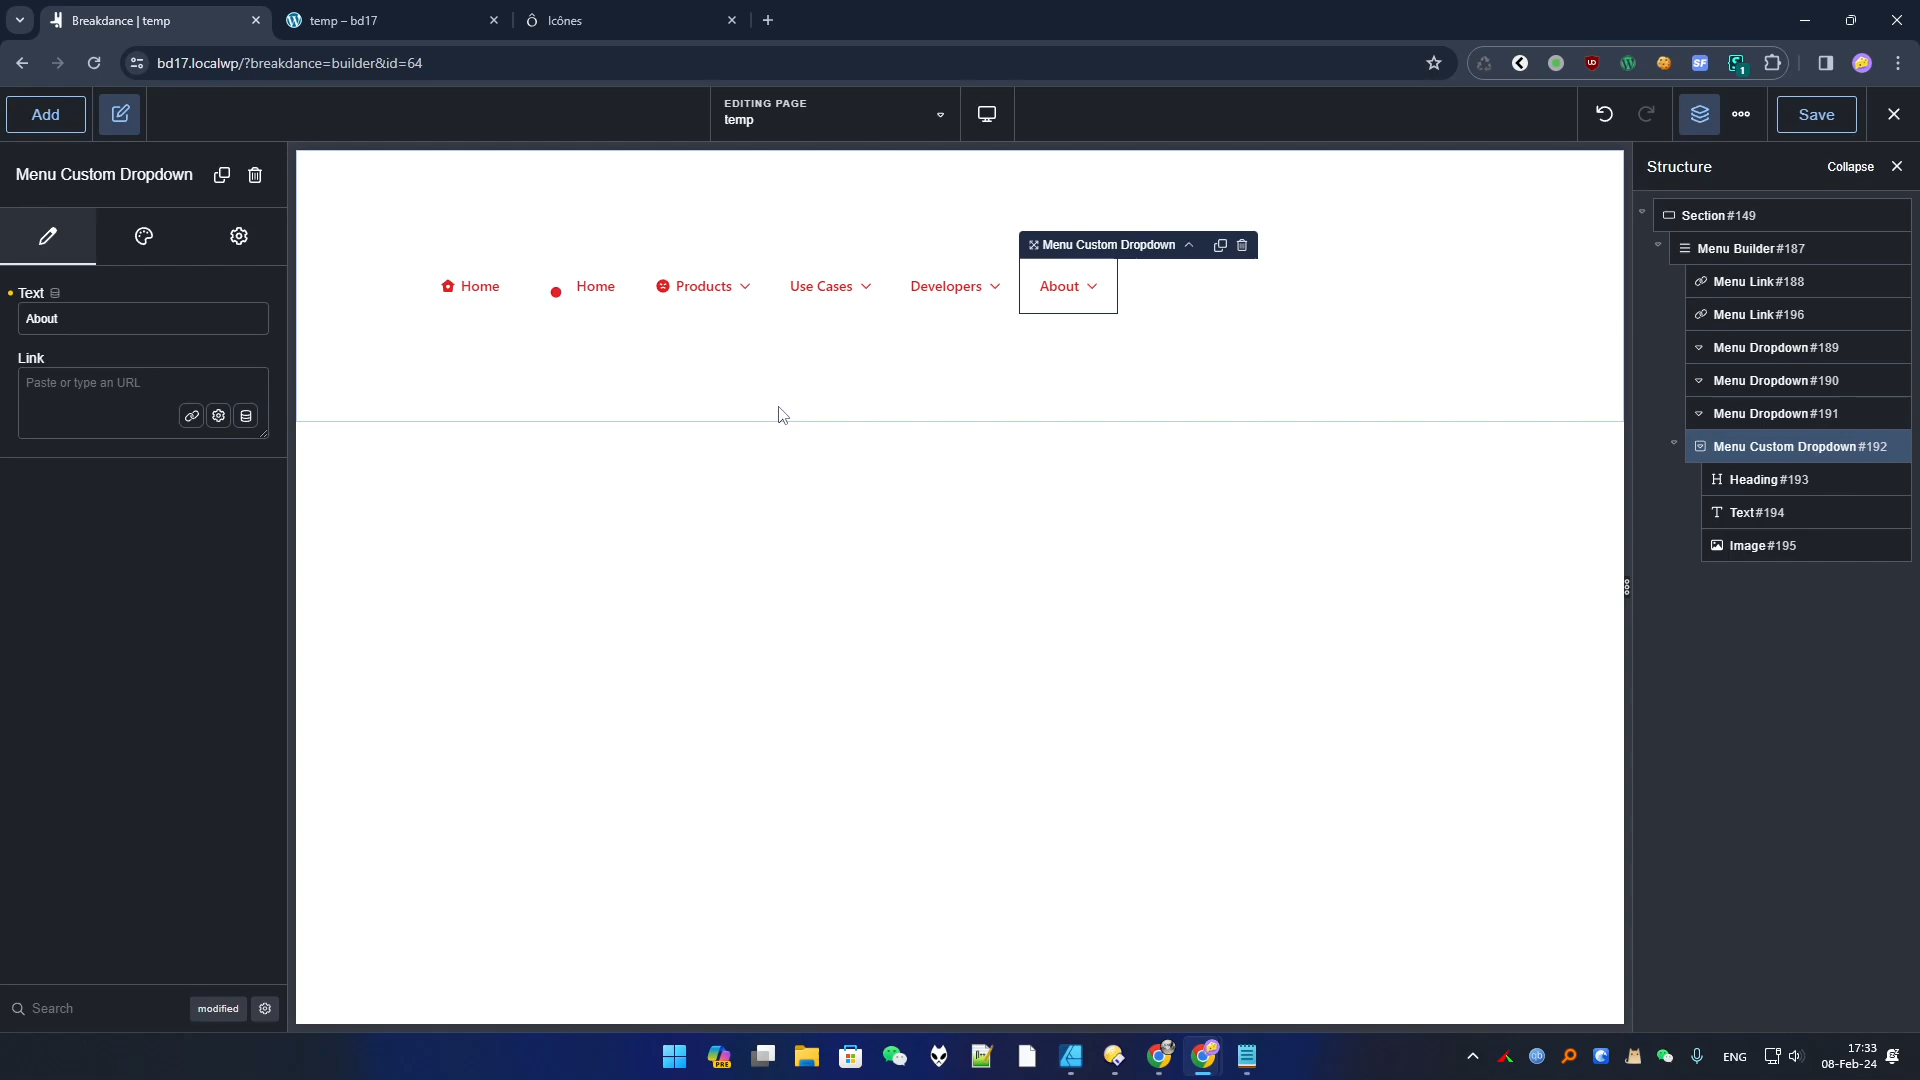 Breakdance | temp
temp – bd17
Icônes
bd17.localwp/?breakdance=builder&id=64
Add
EDITING PAGE
temp
Save
Menu Custom Dropdown
Structure
Collapse
Text
About
Link
Paste or type an URL
Menu Custom Dropdown
Home
Home
Products
Use Cases
Developers
About
Section #149
Menu Builder #187
Menu Link #188
Menu Link #196
Menu Dropdown #189
Menu Dropdown #190
Menu Dropdown #191
Menu Custom Dropdown #192
Heading #193
Text #194
Image #195
Search
modified
ENG
17:33
08-Feb-24